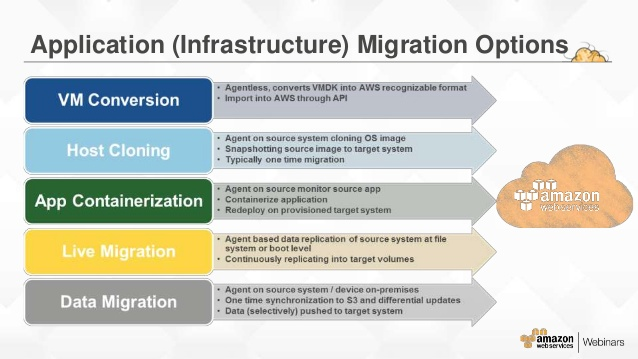 Application (Infrastructure) Migration Options
VM Conversion
• Agentless, converts VMDK into AWS recognizable format
• Import into AWS through API
Host Cloning
• Agent on source system cloning OS image
• Snapshotting source image to target system
• Typically one time migration
App Containerization
• Agent on source monitor source app
• Containerize application
• Redeploy on provisioned target system
Live Migration
• Agent based data replication of source system at file
system or boot level
• Continuously replicating into target volumes
Data Migration
• Agent on source system / device on-premises
• One time synchronization to S3 and differential updates
• Data (selectively) pushed to target system
amazon
webservices
amazon
webservices
Webinars